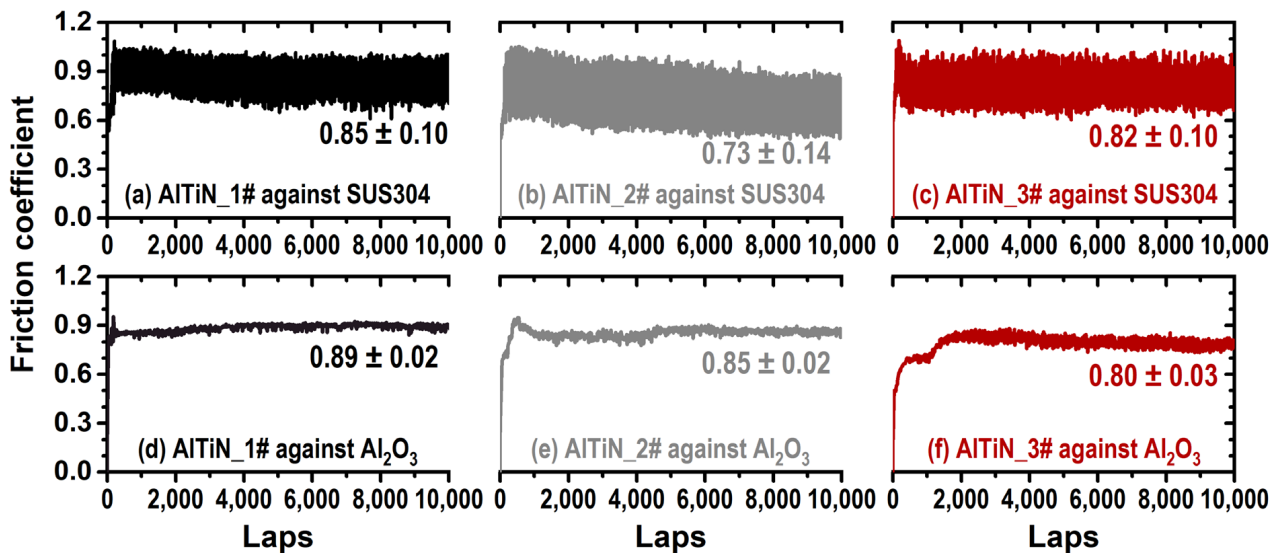 Friction coefficient
1.2
0.9
0.6
0.3
0.0
0.85 ± 0.10
(a) AlTiN_1# against SUS304
0 2,000 4,000 6,000 8,000 10,000
0.73 ± 0.14
(b) AlTiN_2# against SUS304
0 2,000 4,000 6,000 8,000 10,000
0.82 ± 0.10
(c) AlTiN_3# against SUS304
0 2,000 4,000 6,000 8,000 10,000
1.2
0.9
0.6
0.3
0.0
0.89 ± 0.02
(d) AlTiN_1# against Al₂O₃
0 2,000 4,000 6,000 8,000 10,000
Laps
0.85 ± 0.02
(e) AlTiN_2# against Al₂O₃
0 2,000 4,000 6,000 8,000 10,000
Laps
0.80 ± 0.03
(f) AlTiN_3# against Al₂O₃
0 2,000 4,000 6,000 8,000 10,000
Laps